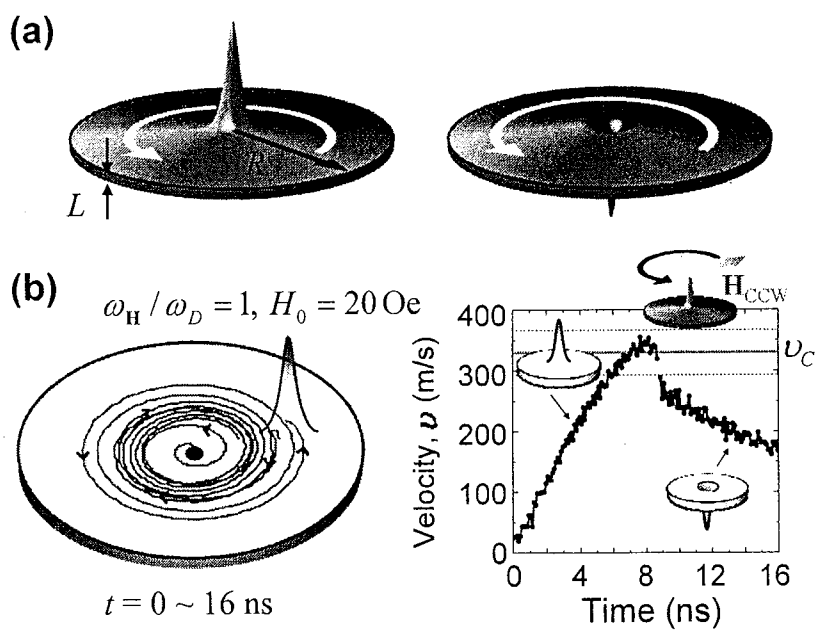 (a)
R
L
(b)
ω_H / ω_D = 1, H_0 = 20 Oe
t = 0 ~ 16 ns
H_CCW
400
300
200
100
0
υ_C
Velocity, υ (m/s)
0 4 8 12 16
Time (ns)